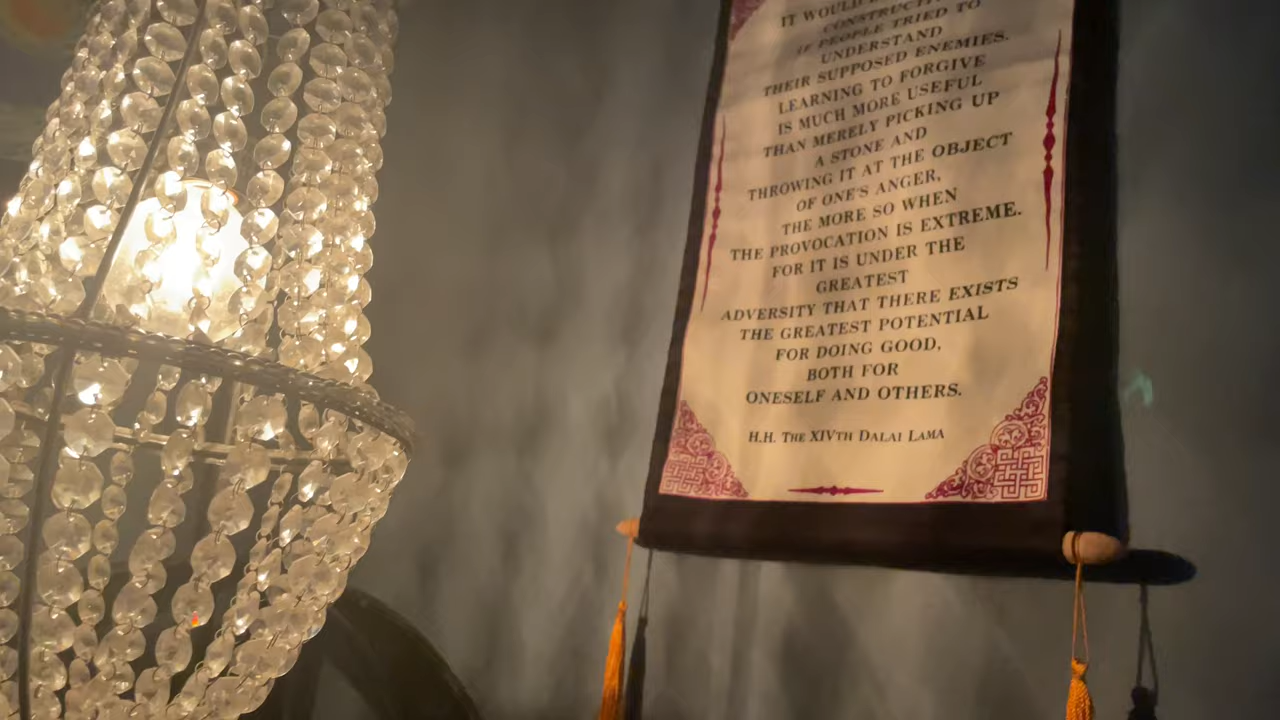 IT WOULD
CONSTRUCTI
IF PEOPLE TRIED TO
UNDERSTAND
THEIR SUPPOSED ENEMIES.
LEARNING TO FORGIVE
IS MUCH MORE USEFUL
THAN MERELY PICKING UP
A STONE AND
THROWING IT AT THE OBJECT
OF ONE'S ANGER,
THE MORE SO WHEN
THE PROVOCATION IS EXTREME.
FOR IT IS UNDER THE
GREATEST
ADVERSITY THAT THERE EXISTS
THE GREATEST POTENTIAL
FOR DOING GOOD,
BOTH FOR
ONESELF AND OTHERS.
H.H. THE XIVTH DALAI LAMA